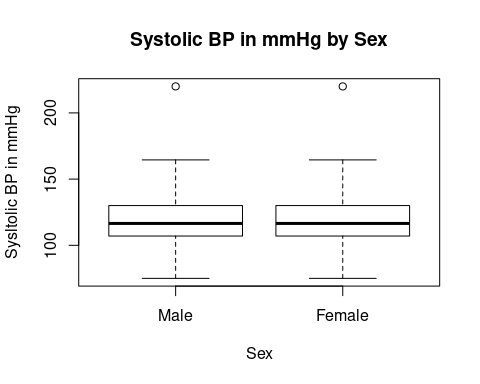 Systolic BP in mmHg by Sex
Sysltolic BP in mmHg
200
150
100
Male Female
Sex